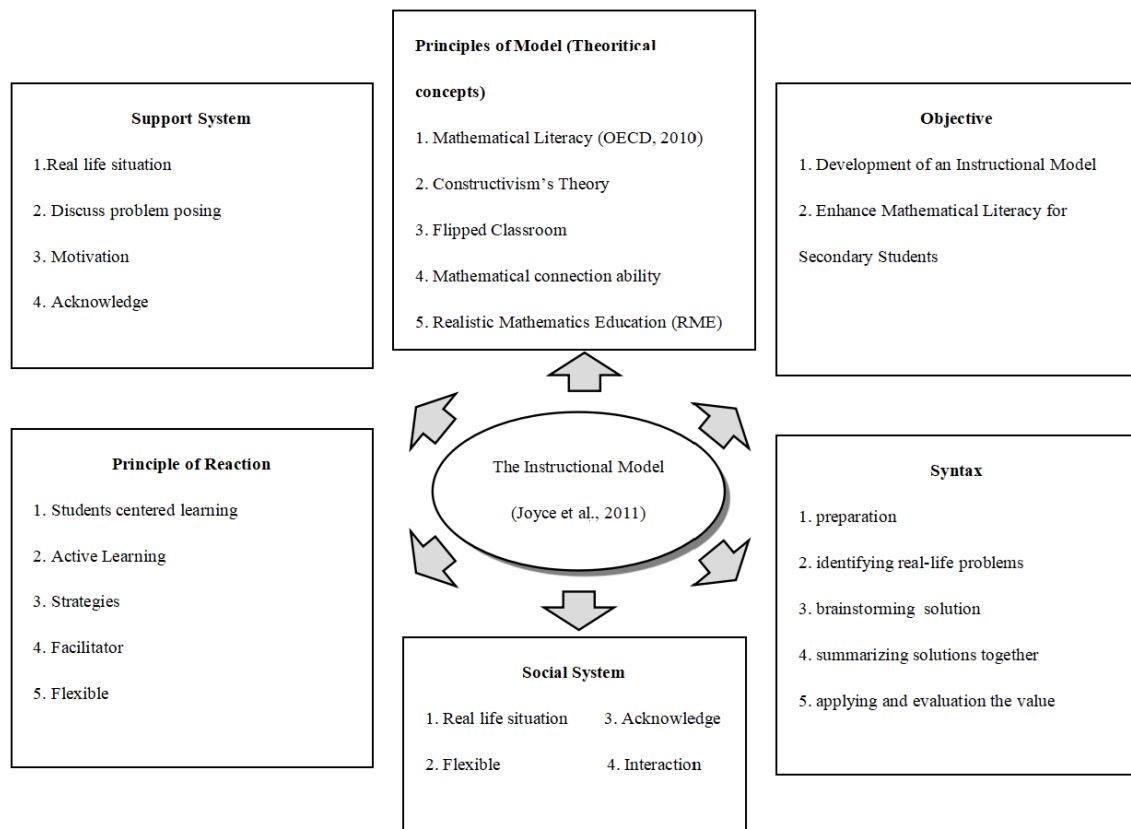 Principles of Model (Theoritical
concepts)
1. Mathematical Literacy (OECD, 2010)
2. Constructivism's Theory
3. Flipped Classroom
4. Mathematical connection ability
5. Realistic Mathematics Education (RME)
Support System
1.Real life situation
2. Discuss problem posing
3. Motivation
4. Acknowledge
Objective
1. Development of an Instructional Model
2. Enhance Mathematical Literacy for
Secondary Students
The Instructional Model
(Joyce et al., 2011)
Principle of Reaction
1. Students centered learning
2. Active Learning
3. Strategies
4. Facilitator
5. Flexible
Syntax
1. preparation
2. identifying real-life problems
3. brainstorming solution
4. summarizing solutions together
5. applying and evaluation the value
Social System
1. Real life situation 3. Acknowledge
2. Flexible 4. Interaction